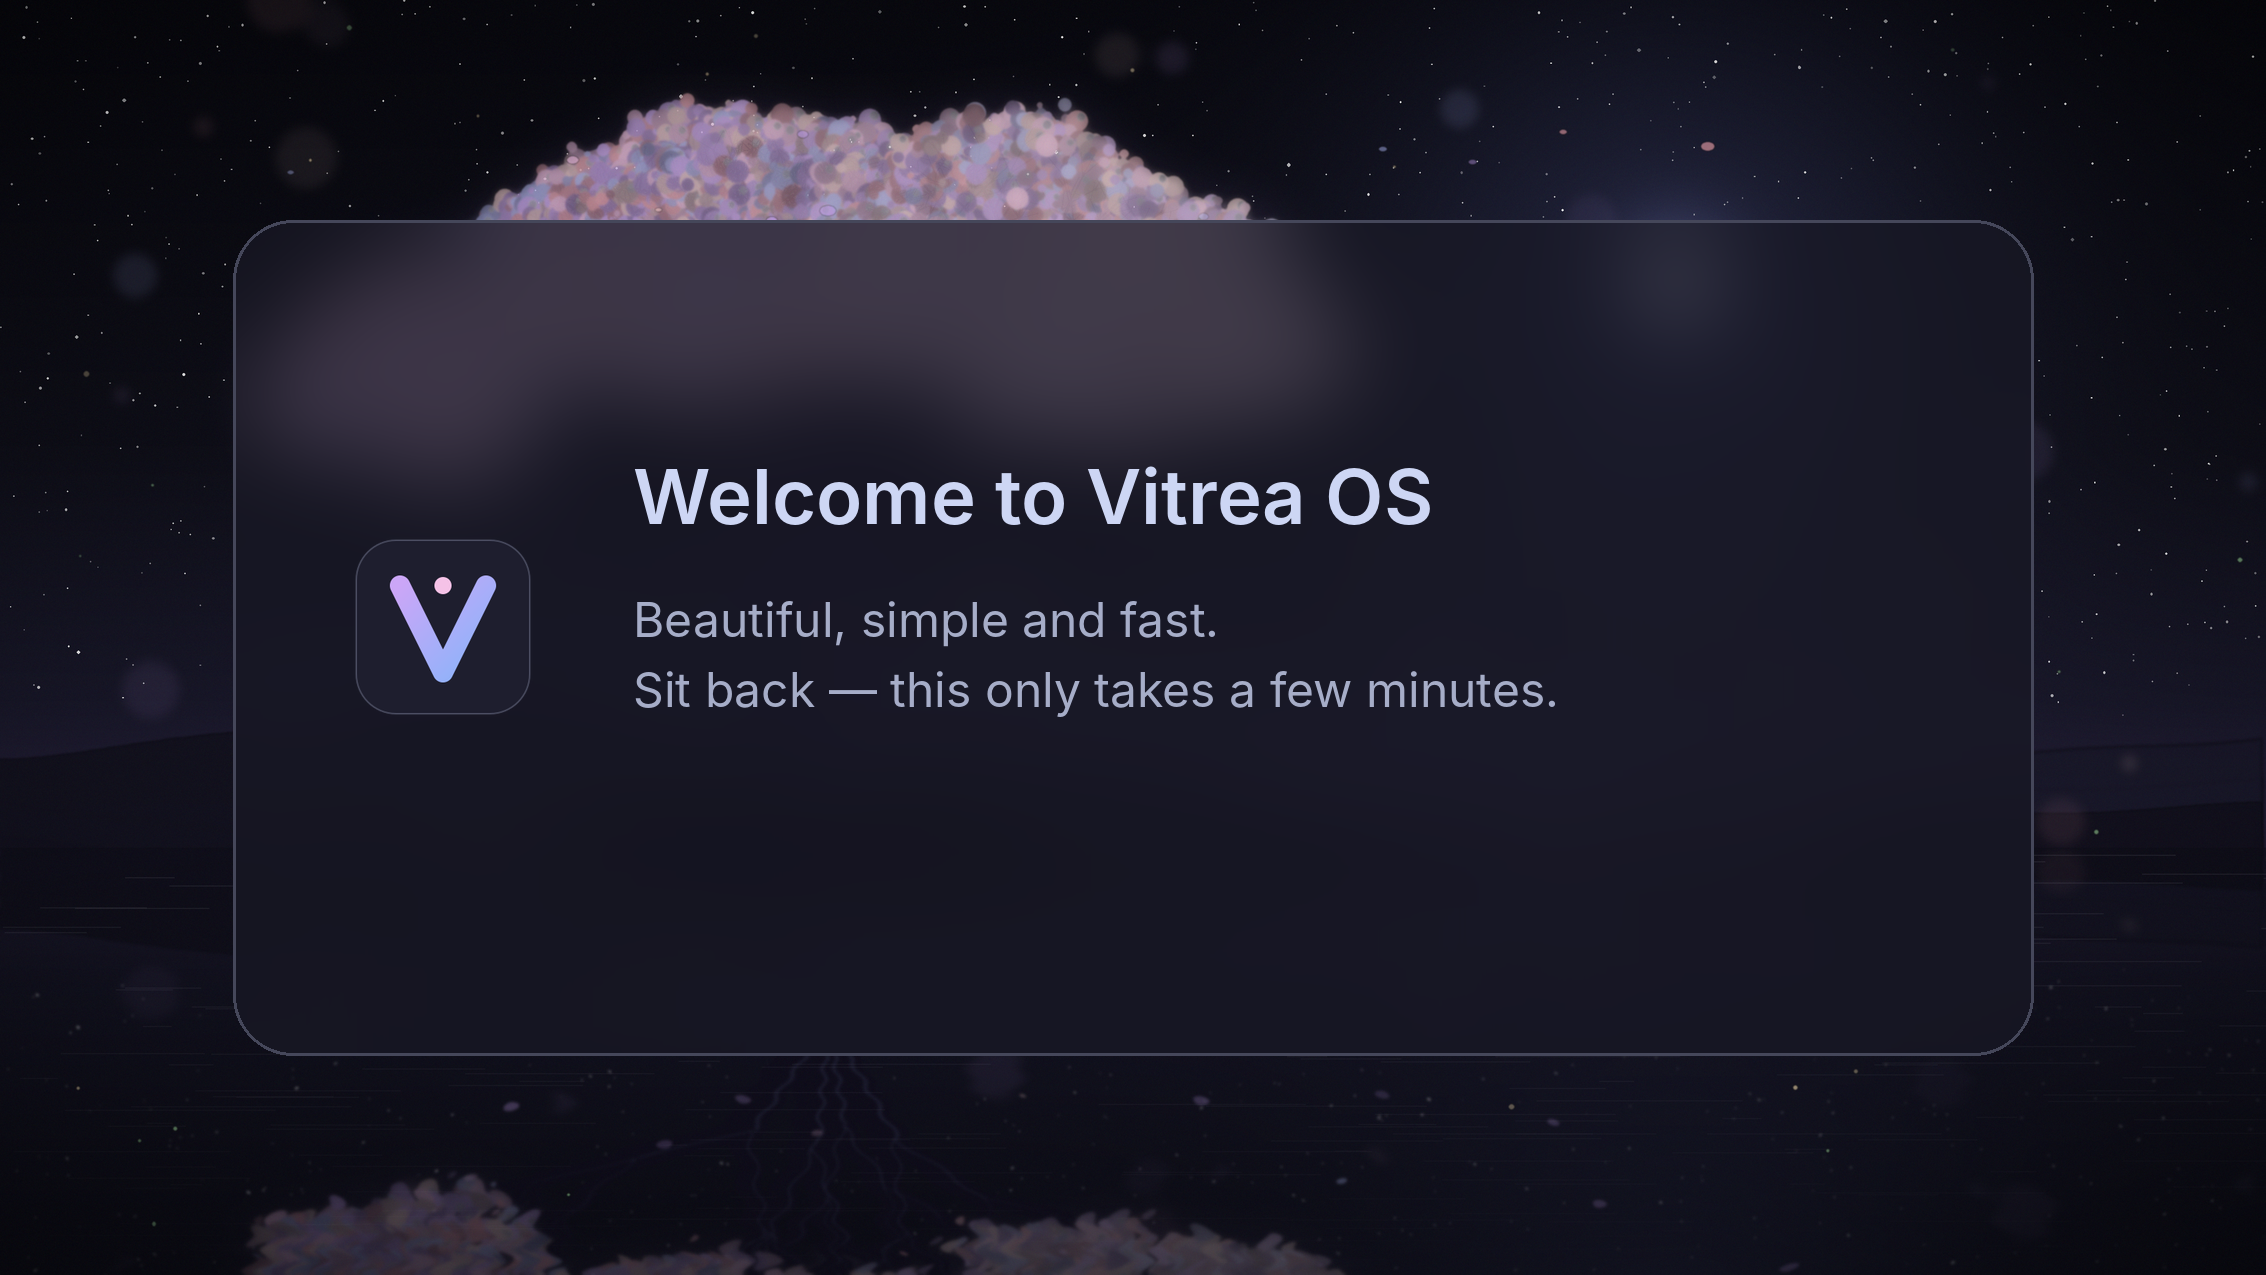 Welcome to Vitrea OS
Beautiful, simple and fast.
Sit back — this only takes a few minutes.